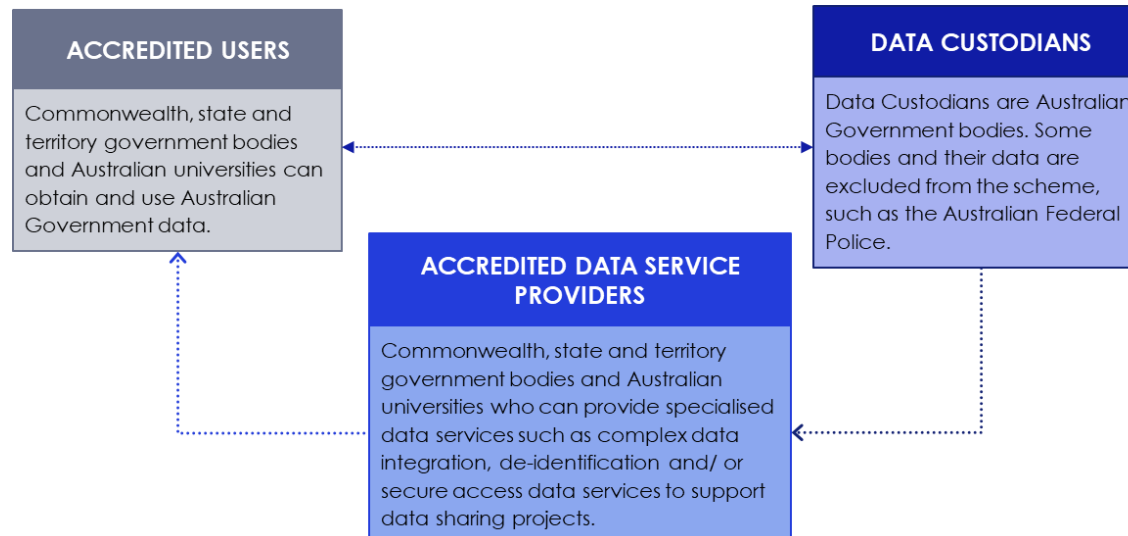 ACCREDITED USERS
Commonwealth, state and
territory government bodies
and Australian universities can
obtain and use Australian
Government data.
DATA CUSTODIANS
Data Custodians are Australian
Government bodies. Some
bodies and their data are
excluded from the scheme,
such as the Australian Federal
Police.
ACCREDITED DATA SERVICE
PROVIDERS
Commonwealth, state and territory
government bodies and Australian
universities who can provide specialised
data services such as complex data
integration, de-identification and/ or
secure access data services to support
data sharing projects.